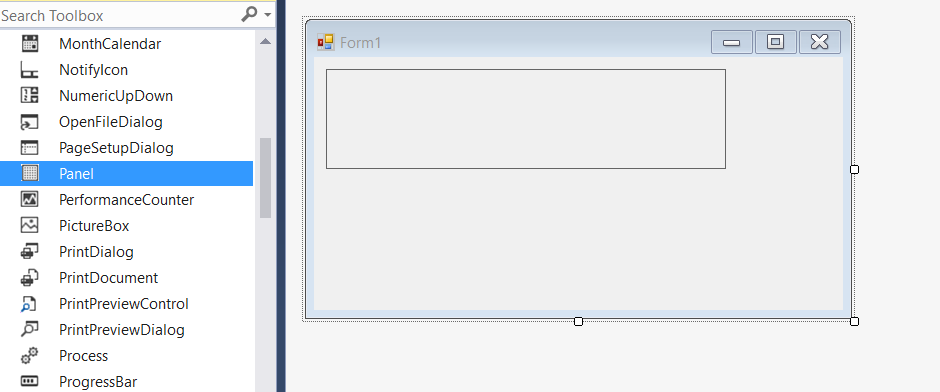 Search Toolbox
MonthCalendar
NotifyIcon
NumericUpDown
OpenFileDialog
PageSetupDialog
Panel
PerformanceCounter
PictureBox
PrintDialog
PrintDocument
PrintPreviewControl
PrintPreviewDialog
Process
ProgressBar
Form1